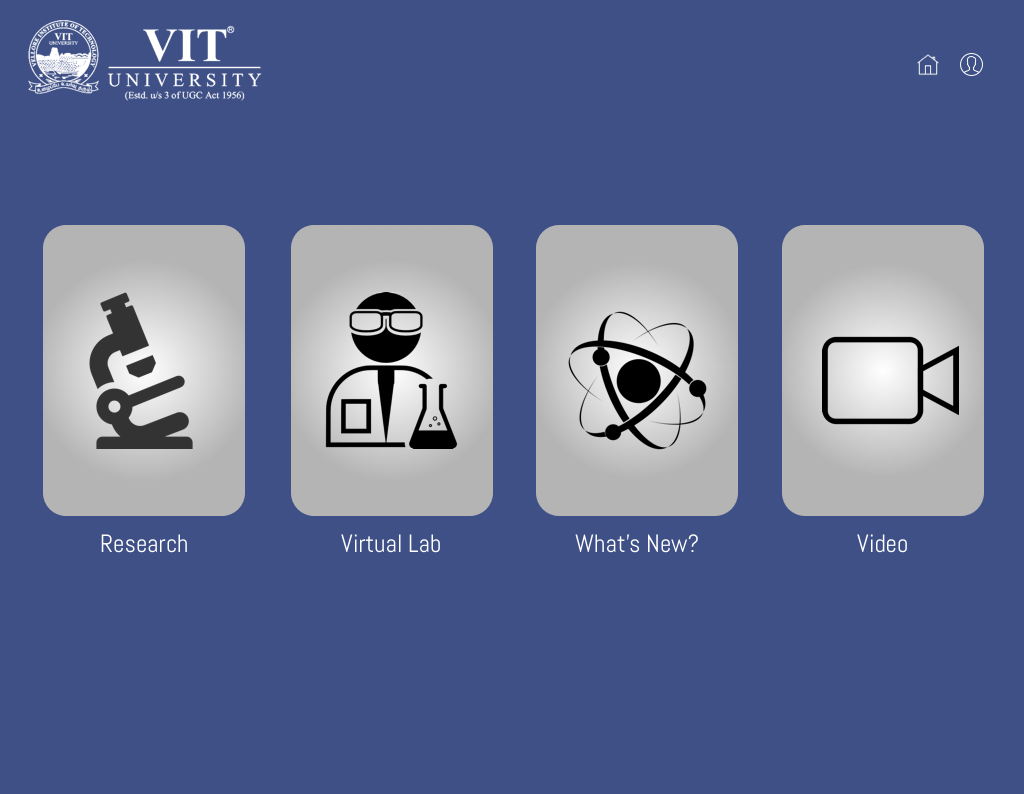 VELLORE INSTITUTE OF TECHNOLOGY
VIT
UNIVERSITY
VIT®
UNIVERSITY
(Estd. u/s 3 of UGC Act 1956)
Research
Virtual Lab
What's New?
Video